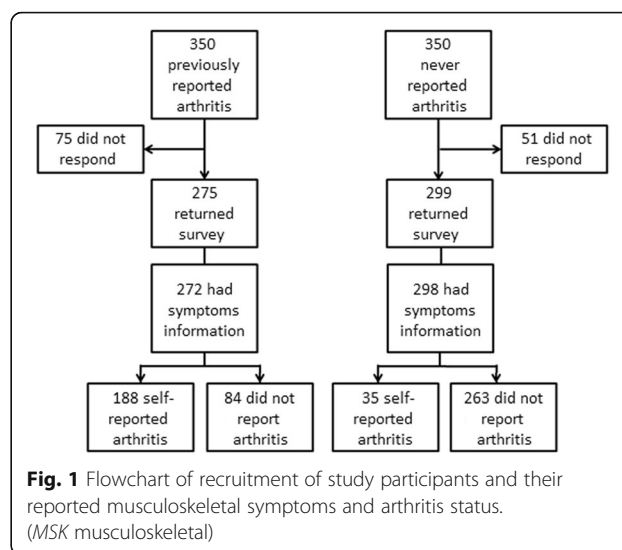 350
previously
reported
arthritis
350
never
reported
arthritis
75 did not
respond
51 did not
respond
275
returned
survey
299
returned
survey
272 had
symptoms
information
298 had
symptoms
information
188 self-
reported
arthritis
84 did not
report
arthritis
35 self-
reported
arthritis
263 did not
report
arthritis
Fig. 1 Flowchart of recruitment of study participants and their
reported musculoskeletal symptoms and arthritis status.
(MSK musculoskeletal)